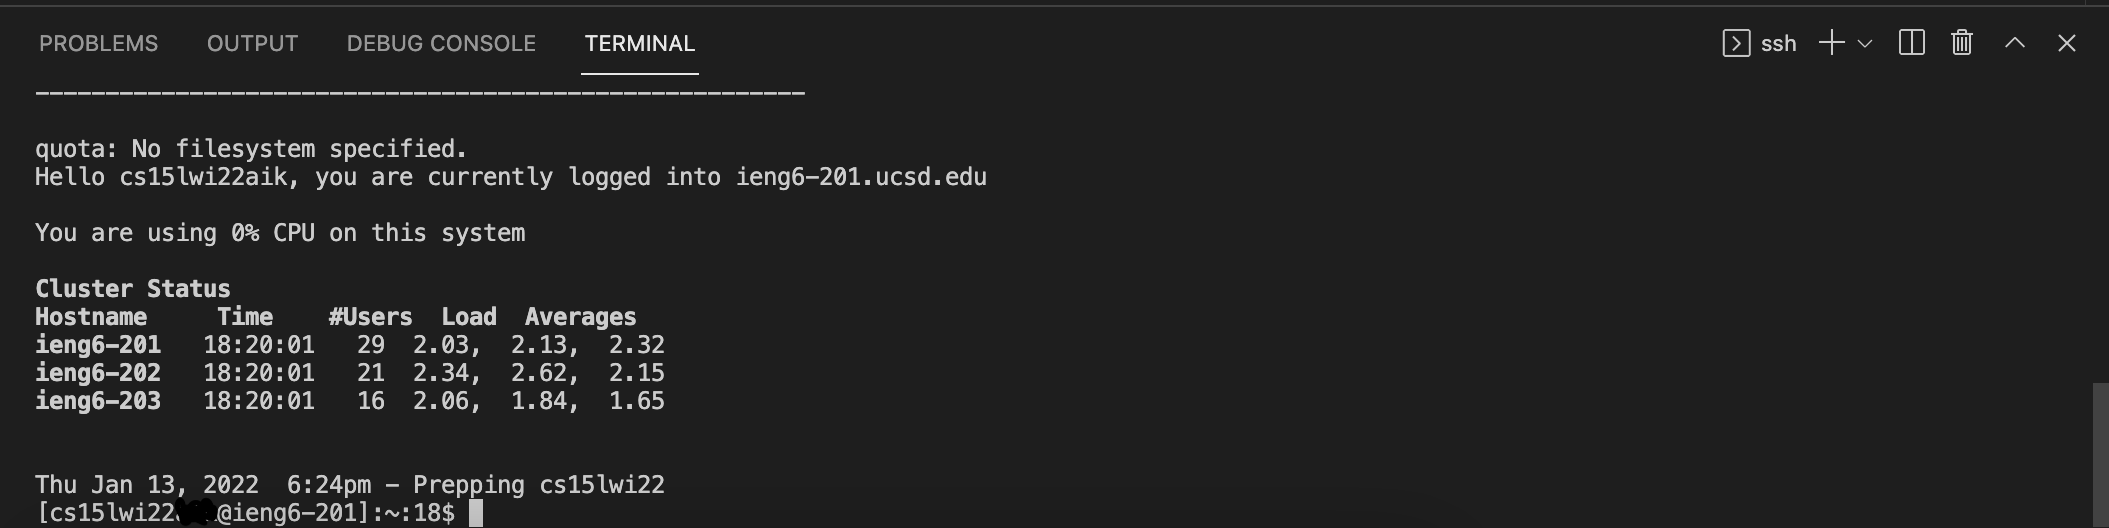 PROBLEMS OUTPUT DEBUG CONSOLE TERMINAL ssh
quota: No filesystem specified.
Hello cs15lwi22aik, you are currently logged into ieng6-201.ucsd.edu
You are using 0% CPU on this system
Cluster Status
Hostname Time #Users Load Averages
ieng6-201 18:20:01 29 2.03, 2.13, 2.32
ieng6-202 18:20:01 21 2.34, 2.62, 2.15
ieng6-203 18:20:01 16 2.06, 1.84, 1.65
Thu Jan 13, 2022 6:24pm - Prepping cs15lwi22
[cs15lwi22 @ieng6-201]:~:18$